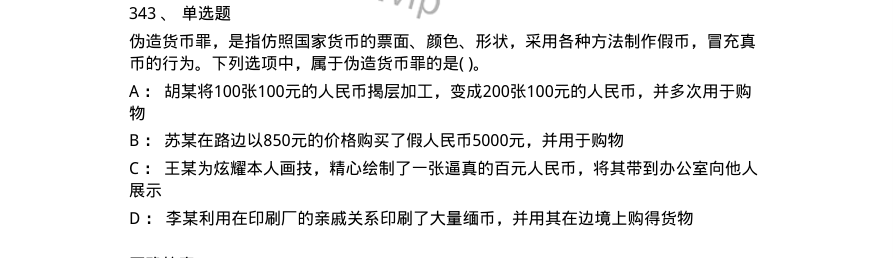 343 、 单选题
伪造货币罪，是指仿照国家货币的票面、颜色、形状，采用各种方法制作假币，冒充真
币的行为。下列选项中，属于伪造货币罪的是( )。
A ： 胡某将100张100元的人民币揭层加工，变成200张100元的人民币，并多次用于购
物
B ： 苏某在路边以850元的价格购买了假人民币5000元，并用于购物
C ： 王某为炫耀本人画技，精心绘制了一张逼真的百元人民币，将其带到办公室向他人
展示
D ： 李某利用在印刷厂的亲戚关系印刷了大量缅币，并用其在边境上购得货物